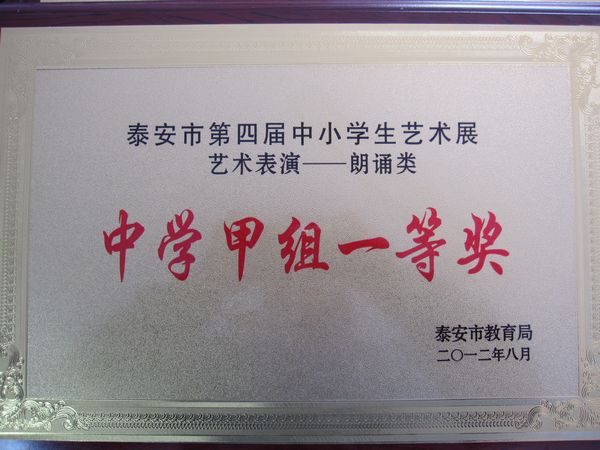 泰安市第四届中小学生艺术展
艺术表演——朗诵类
中学甲组一等奖
泰安市教育局
二〇一二年八月